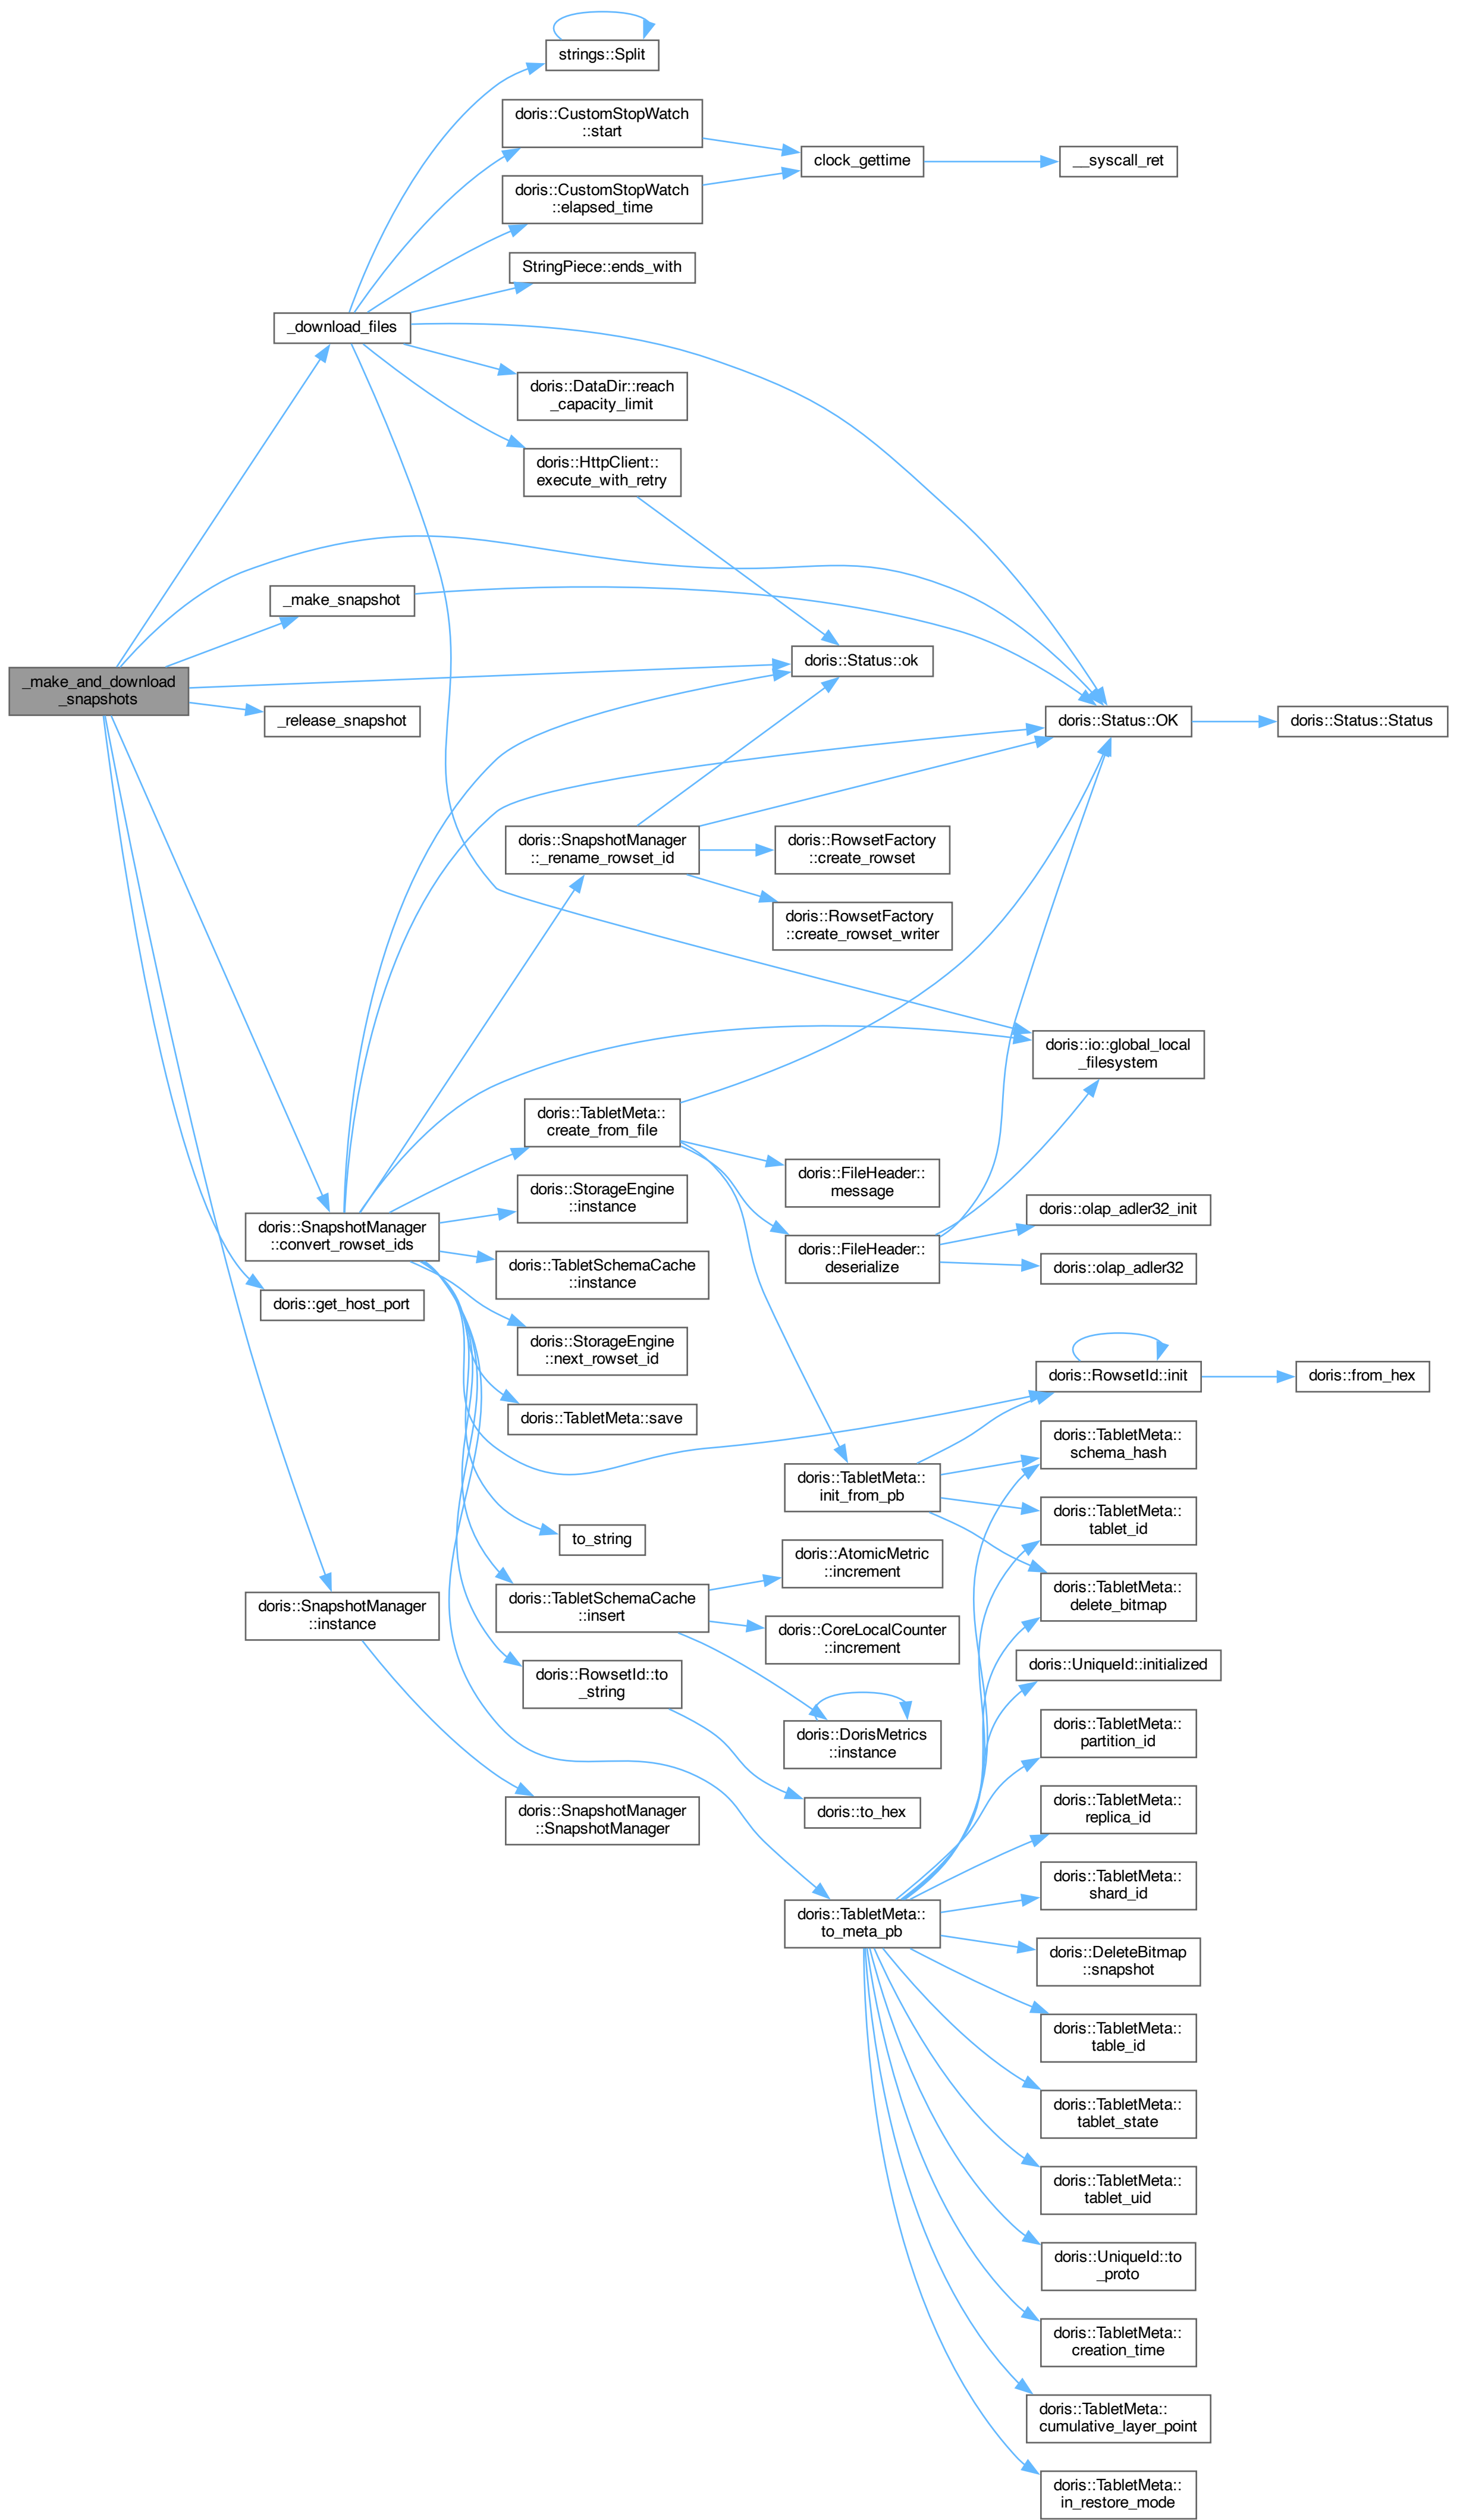 strings::Split
doris::CustomStopWatch
::start
clock_gettime
__syscall_ret
doris::CustomStopWatch
::elapsed_time
StringPiece::ends_with
_download_files
doris::DataDir::reach
_capacity_limit
doris::HttpClient::
execute_with_retry
_make_snapshot
doris::Status::ok
_make_and_download
_snapshots
_release_snapshot
doris::Status::OK
doris::Status::Status
doris::SnapshotManager
::_rename_rowset_id
doris::RowsetFactory
::create_rowset
doris::RowsetFactory
::create_rowset_writer
doris::io::global_local
_filesystem
doris::TabletMeta::
create_from_file
doris::FileHeader::
message
doris::StorageEngine
::instance
doris::olap_adler32_init
doris::SnapshotManager
::convert_rowset_ids
doris::FileHeader::
deserialize
doris::olap_adler32
doris::TabletSchemaCache
::instance
doris::get_host_port
doris::StorageEngine
::next_rowset_id
doris::RowsetId::init
doris::from_hex
doris::TabletMeta::save
doris::TabletMeta::
schema_hash
doris::TabletMeta::
init_from_pb
doris::TabletMeta::
tablet_id
to_string
doris::AtomicMetric
::increment
doris::TabletMeta::
delete_bitmap
doris::SnapshotManager
::instance
doris::TabletSchemaCache
::insert
doris::CoreLocalCounter
::increment
doris::UniqueId::initialized
doris::RowsetId::to
_string
doris::DorisMetrics
::instance
doris::TabletMeta::
partition_id
doris::SnapshotManager
::SnapshotManager
doris::to_hex
doris::TabletMeta::
replica_id
doris::TabletMeta::
shard_id
doris::TabletMeta::
to_meta_pb
doris::DeleteBitmap
::snapshot
doris::TabletMeta::
table_id
doris::TabletMeta::
tablet_state
doris::TabletMeta::
tablet_uid
doris::UniqueId::to
_proto
doris::TabletMeta::
creation_time
doris::TabletMeta::
cumulative_layer_point
doris::TabletMeta::
in_restore_mode